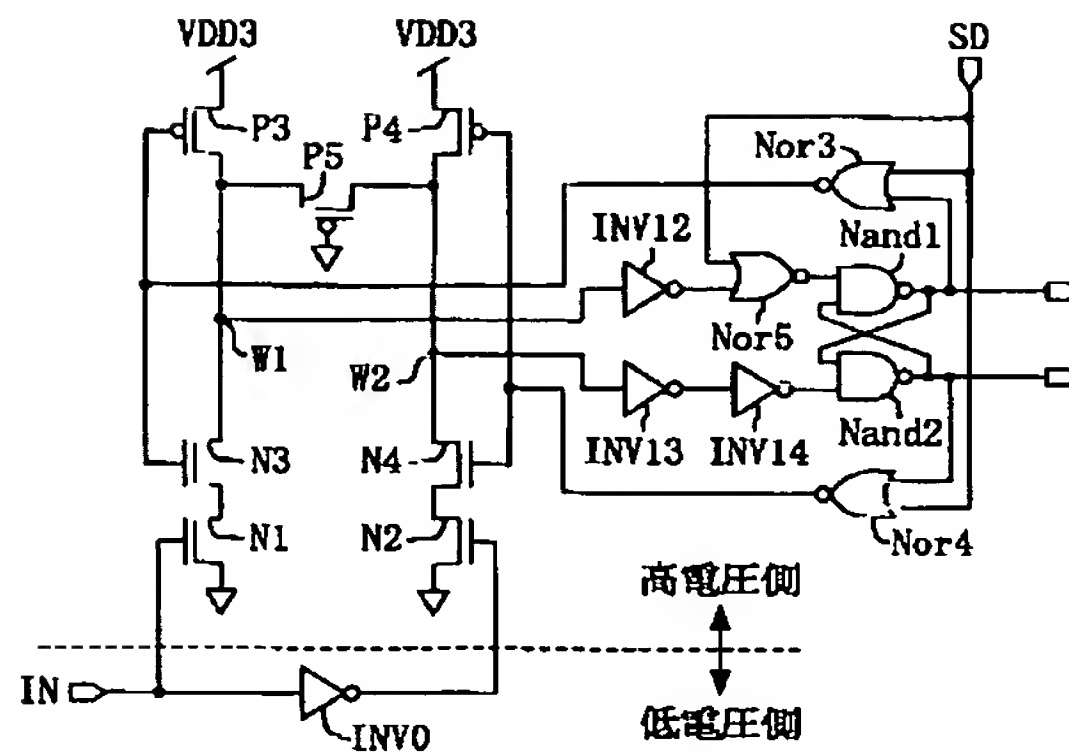 VDD3
VDD3
SD
P3
P4
P5
Nor3
INV12
Nand1
Nor5
W1
W2
INV13
INV14
Nand2
N3
N4
N1
N2
Nor4
高電圧側
低電圧側
IN
INV0